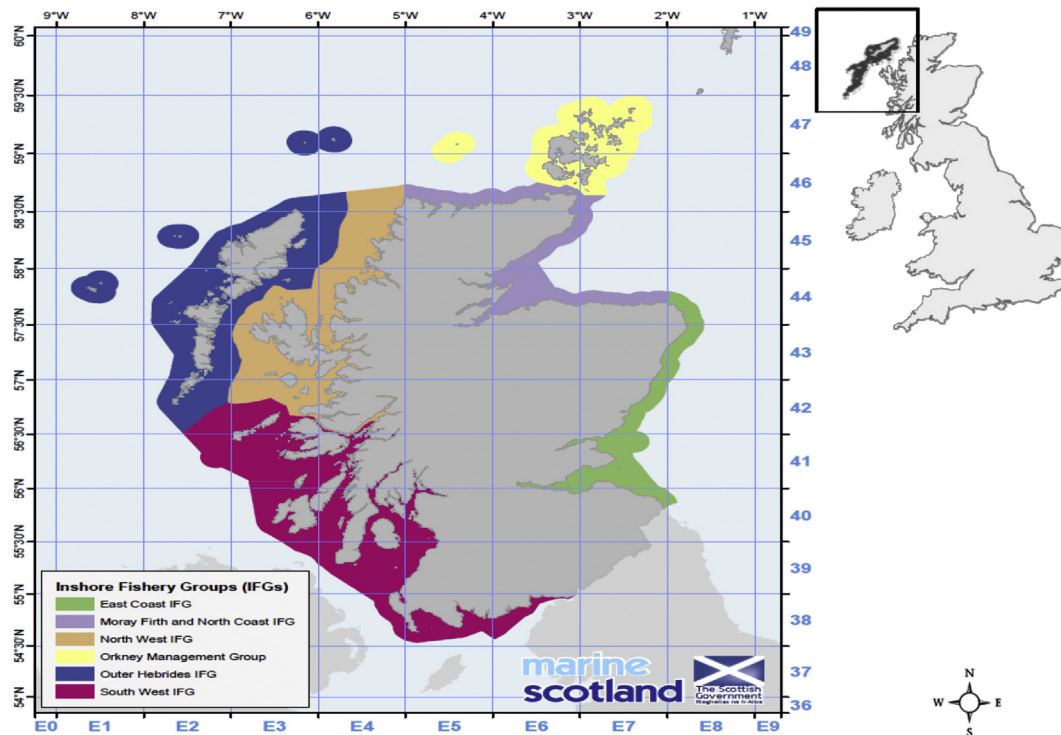 9°W 8°W 7°W 6°W 5°W 4°W 3°W 2°W 1°W
60°N
59°30'N
59°N
58°30'N
58°N
57°30'N
57°N
56°30'N
56°N
55°30'N
55°N
54°30'N
54°N
49
48
47
46
45
44
43
42
41
40
39
38
37
36
Inshore Fishery Groups (IFGs)
East Coast IFG
Moray Firth and North Coast IFG
North West IFG
Orkney Management Group
Outer Hebrides IFG
South West IFG
marine
scotland
The Scottish
Government
Riaghaltas na h-Alba
E0 E1 E2 E3 E4 E5 E6 E7 E8 E9
N
W E
S